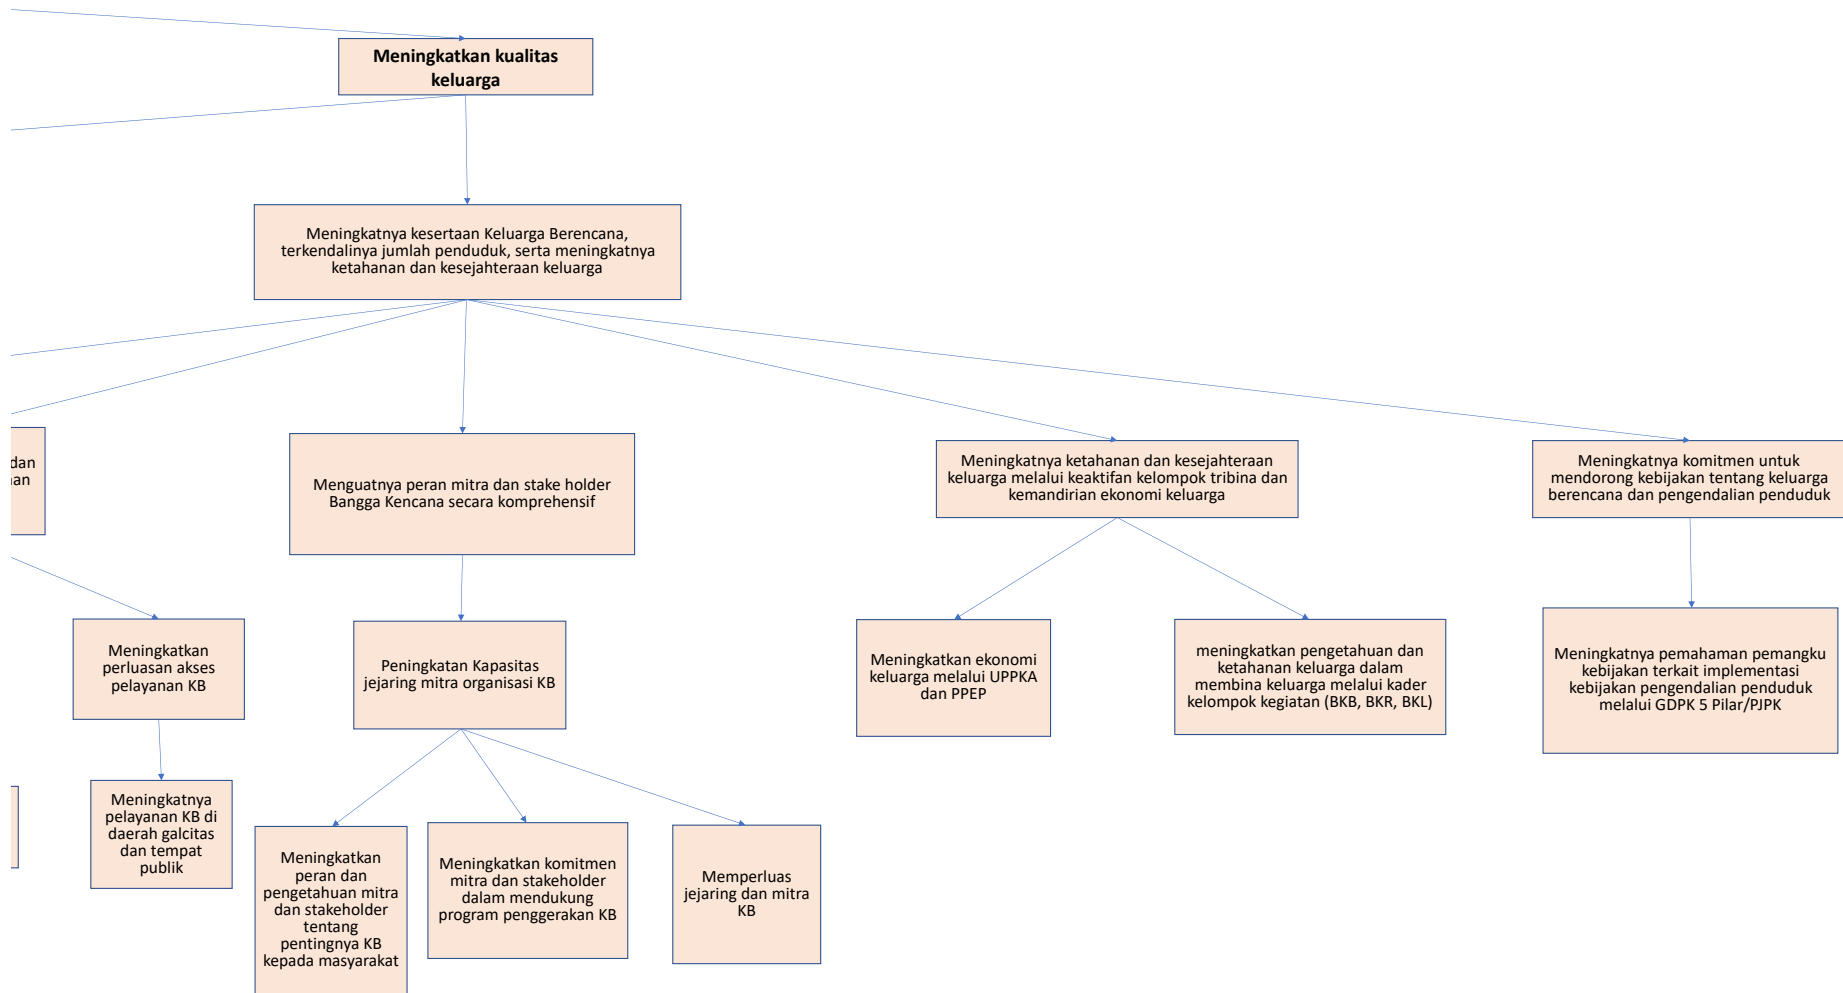 Meningkatkan kualitas
keluarga
Meningkatnya kesertaan Keluarga Berencana,
terkendalinya jumlah penduduk, serta meningkatnya
ketahanan dan kesejahteraan keluarga
dan
Menguatnya peran mitra dan stake holder
Bangga Kencana secara komprehensif
Meningkatnya ketahanan dan kesejahteraan
keluarga melalui keaktifan kelompok tribina dan
kemandirian ekonomi keluarga
Meningkatnya komitmen untuk
mendorong kebijakan tentang keluarga
berencana dan pengendalian penduduk
Meningkatkan
perluasan akses
pelayanan KB
Peningkatan Kapasitas
jejaring mitra organisasi KB
Meningkatkan ekonomi
keluarga melalui UPPKA
dan PPEP
meningkatkan pengetahuan dan
ketahanan keluarga dalam
membina keluarga melalui kader
kelompok kegiatan (BKB, BKR, BKL)
Meningkatnya pemahaman pemangku
kebijakan terkait implementasi
kebijakan pengendalian penduduk
melalui GDPK 5 Pilar/PJPK
Meningkatnya
pelayanan KB di
daerah galcitas
dan tempat
publik
Meningkatkan
peran dan
pengetahuan mitra
dan stakeholder
tentang
pentingnya KB
kepada masyarakat
Meningkatkan komitmen
mitra dan stakeholder
dalam mendukung
program penggerakan KB
Memperluas
jejaring dan mitra
KB